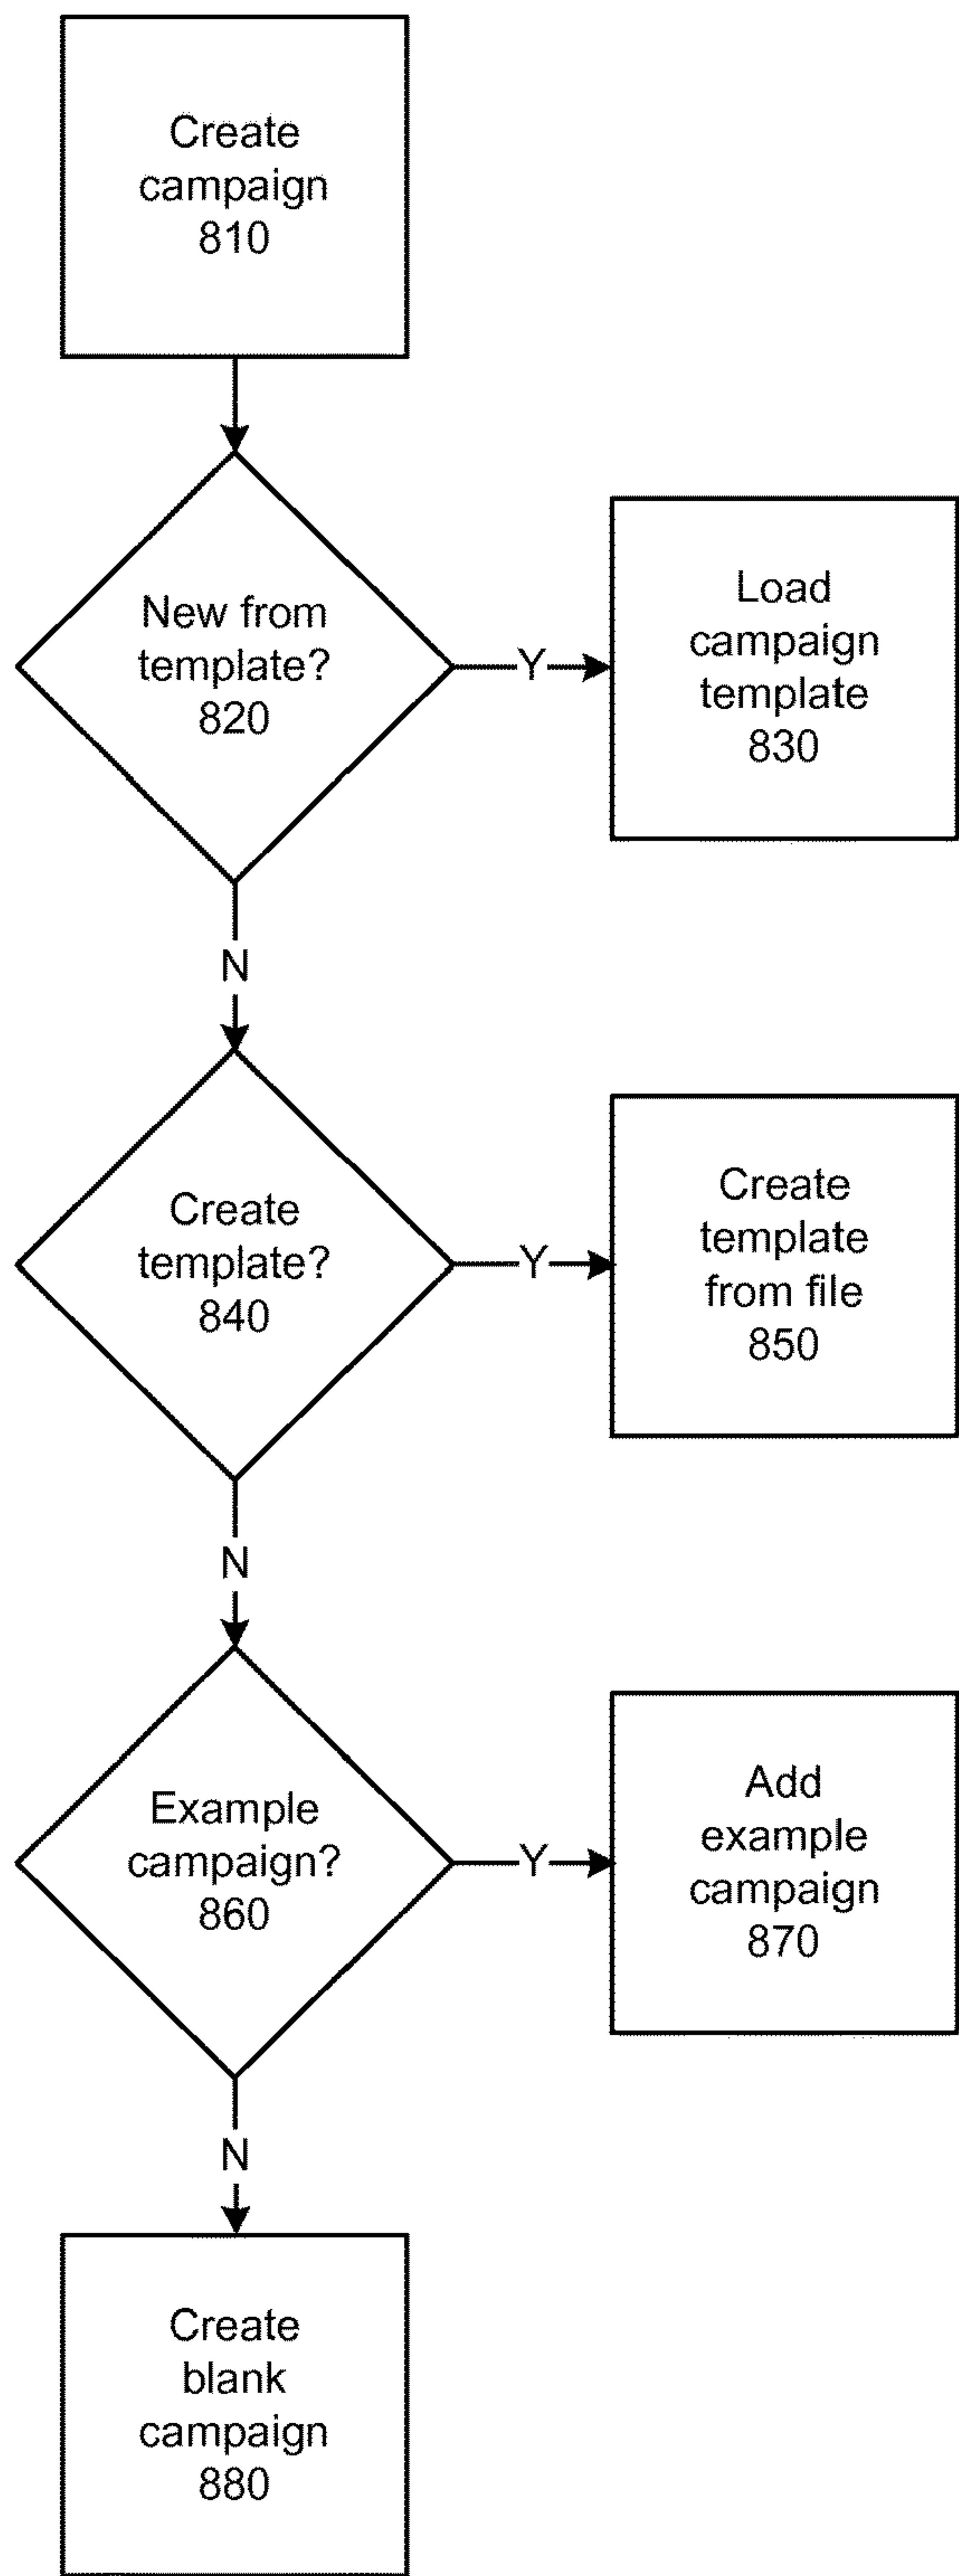 Create
campaign
810
New from
template?
820
Y
Load
campaign
template
830
N
Create
template?
840
Y
Create
template
from file
850
N
Example
campaign?
860
Y
Add
example
campaign
870
N
Create
blank
campaign
880